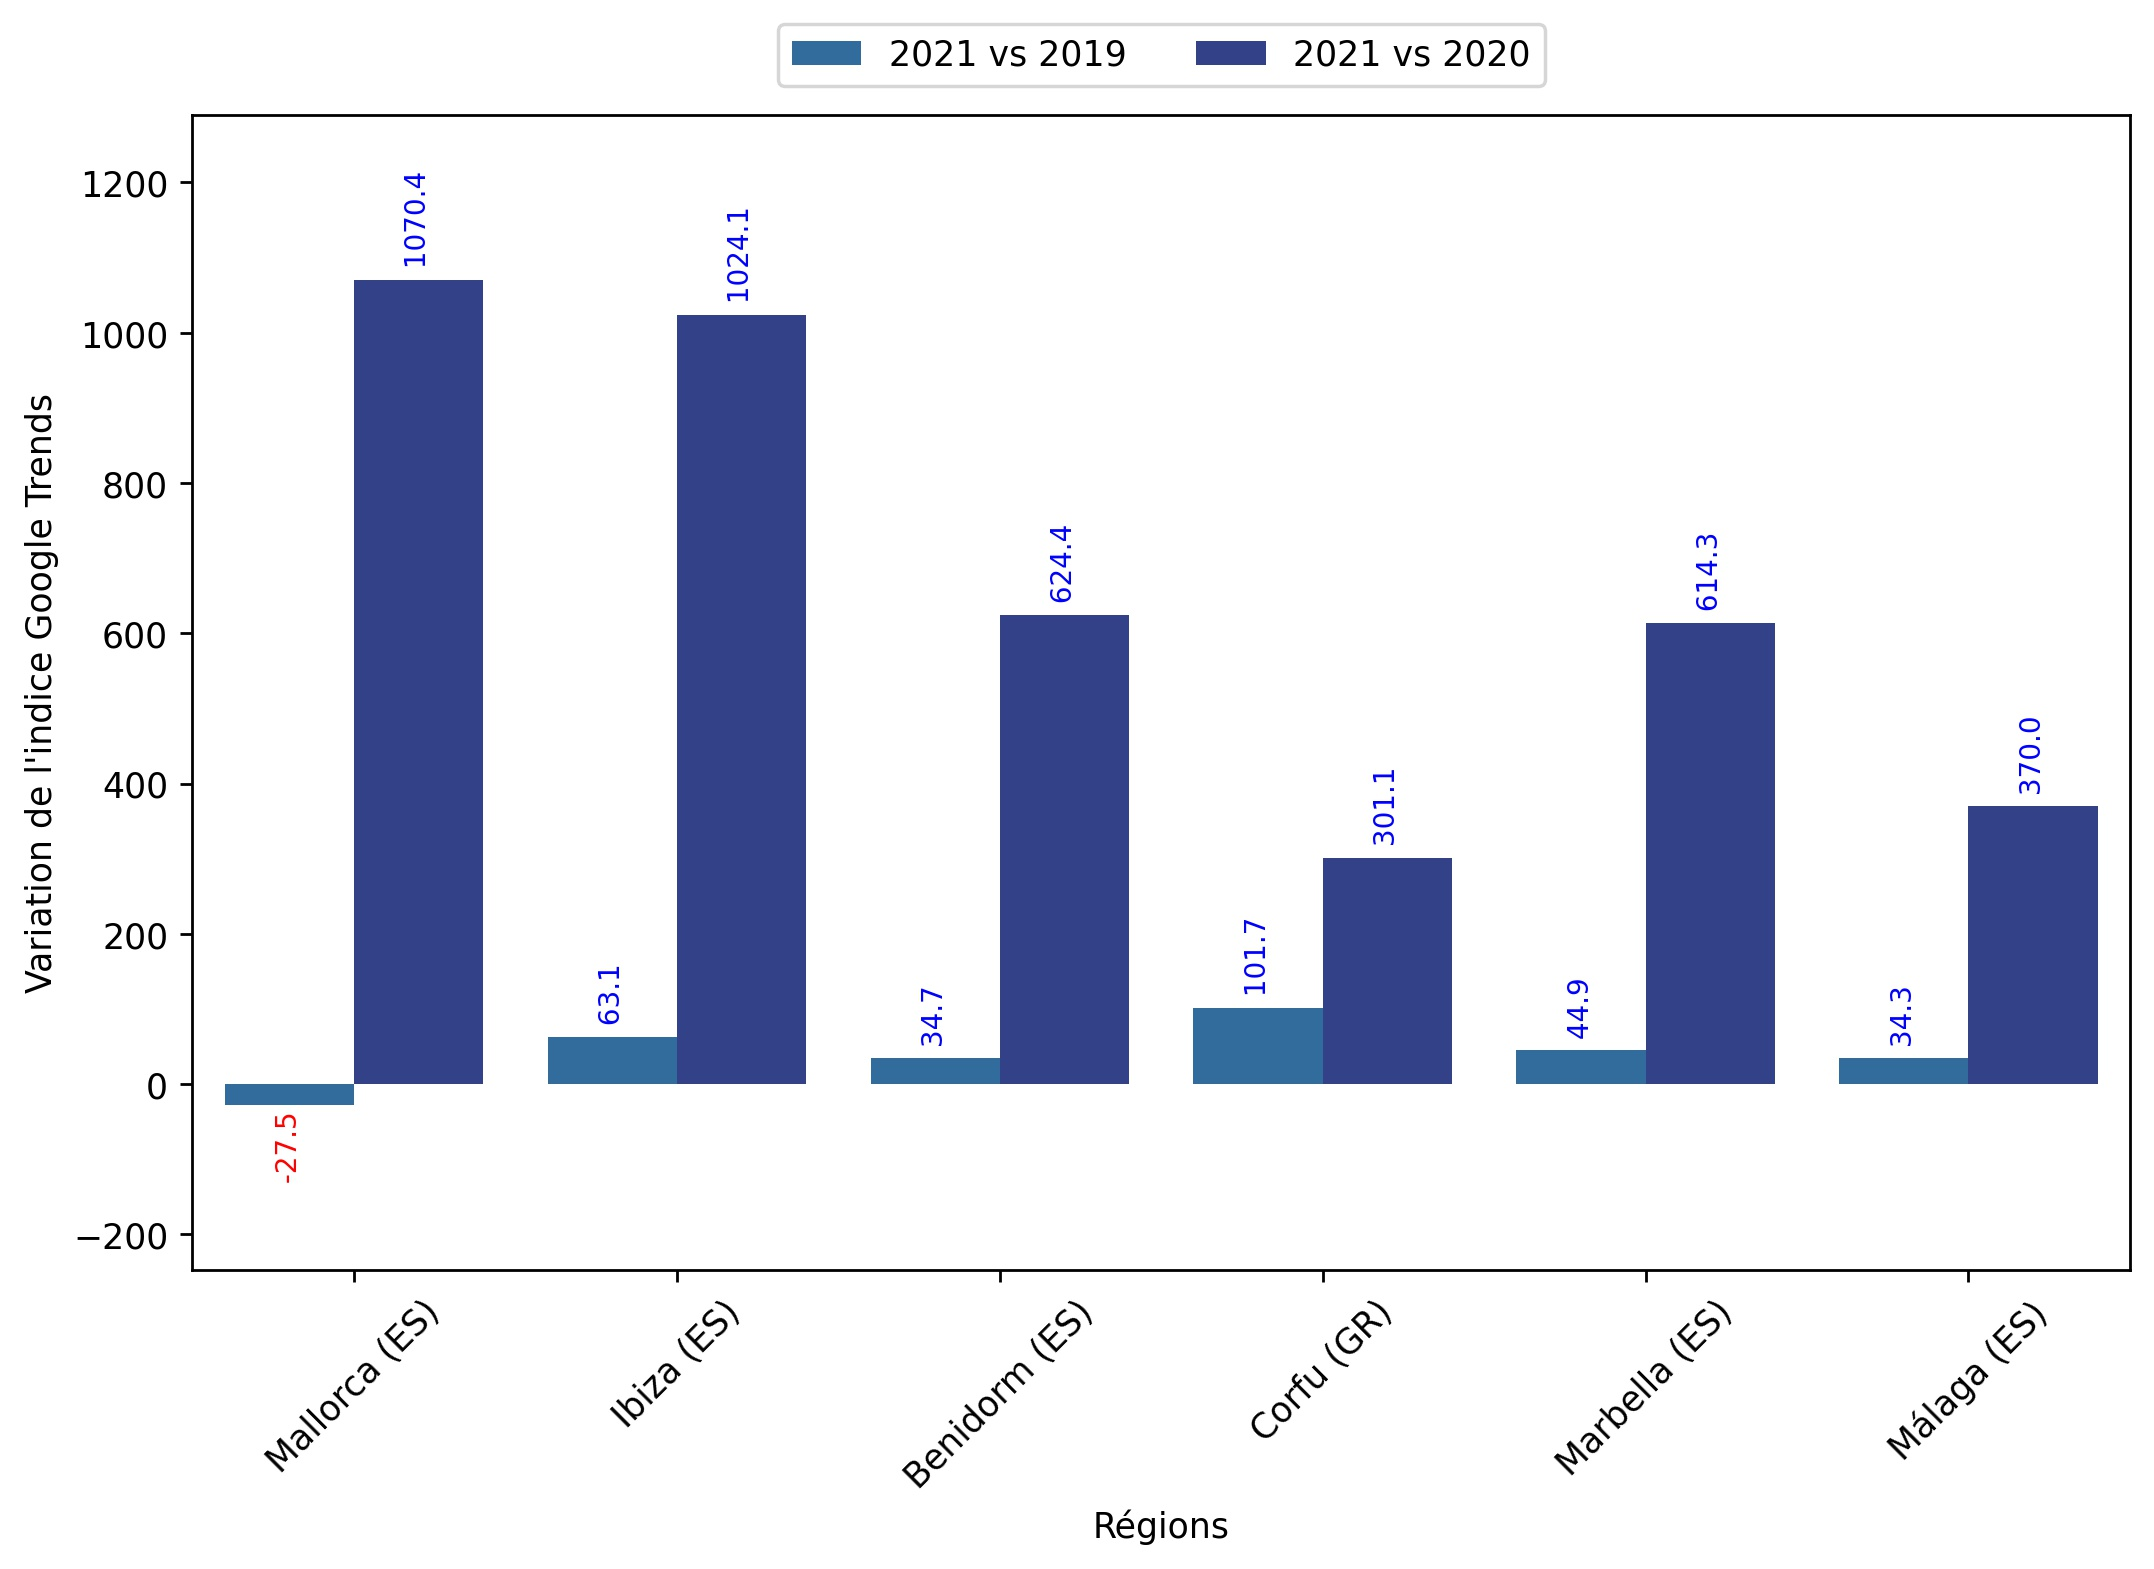 2021 vs 2019
2021 vs 2020
Variation de l'indice Google Trends
1200
1000
800
600
400
200
0
−200
-27.5
1070.4
63.1
1024.1
34.7
624.4
101.7
301.1
44.9
614.3
34.3
370.0
Mallorca (ES)
Ibiza (ES)
Benidorm (ES)
Corfu (GR)
Marbella (ES)
Málaga (ES)
Régions